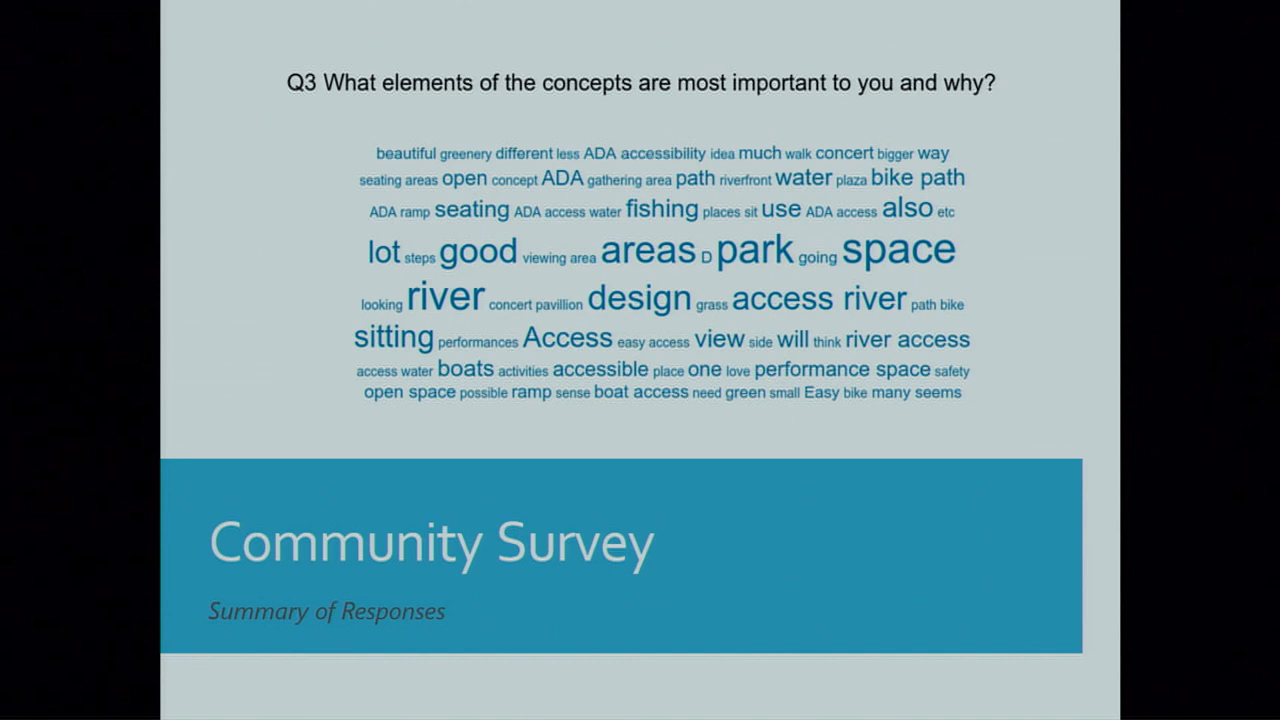 Q3 What elements of the concepts are most important to you and why?
beautiful greenery different less ADA accessibility idea much walk concert bigger way
seating areas open concept ADA gathering area path riverfront water plaza bike path
ADA ramp seating ADA access water fishing places sit use ADA access also etc
lot steps good viewing area areas D park going space
looking river concert pavillion design grass access river path bike
sitting performances Access easy access view side will think river access
access water boats activities accessible place one love performance space safety
open space possible ramp sense boat access need green small Easy bike many seems
Community Survey
Summary of Responses